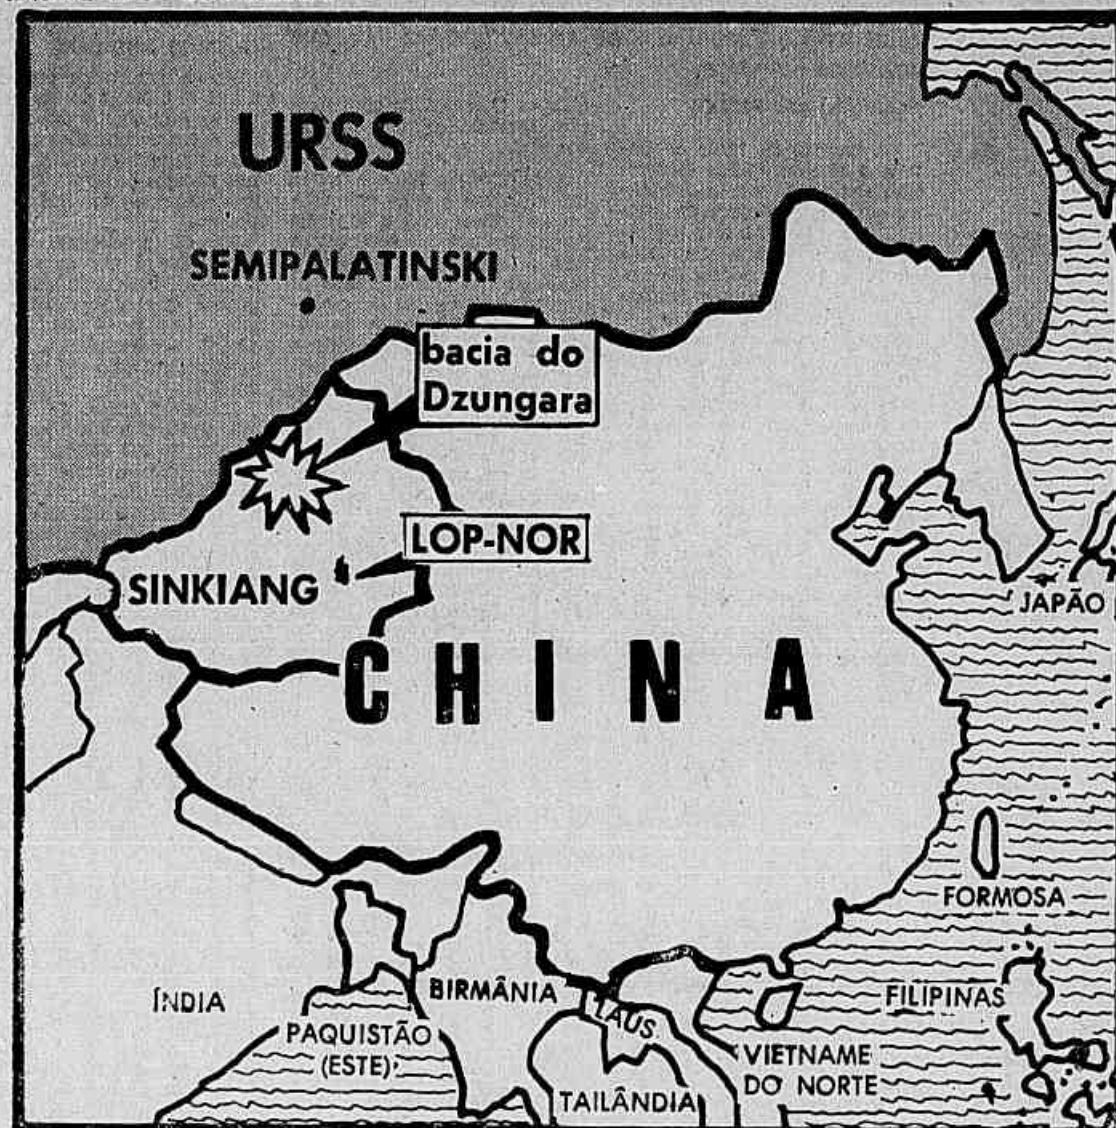 URSS
SEMIPALATINSKI
bacia do
Dzungara
LOP-NOR
SINKIANG
JAPÃO
CHINA
FORMOSA
ÍNDIA
BIRMÂNIA
LAUS
FILIPINAS
PAQUISTÃO
(ESTE)
VIETNAME
DO NORTE
TAILÂNDIA